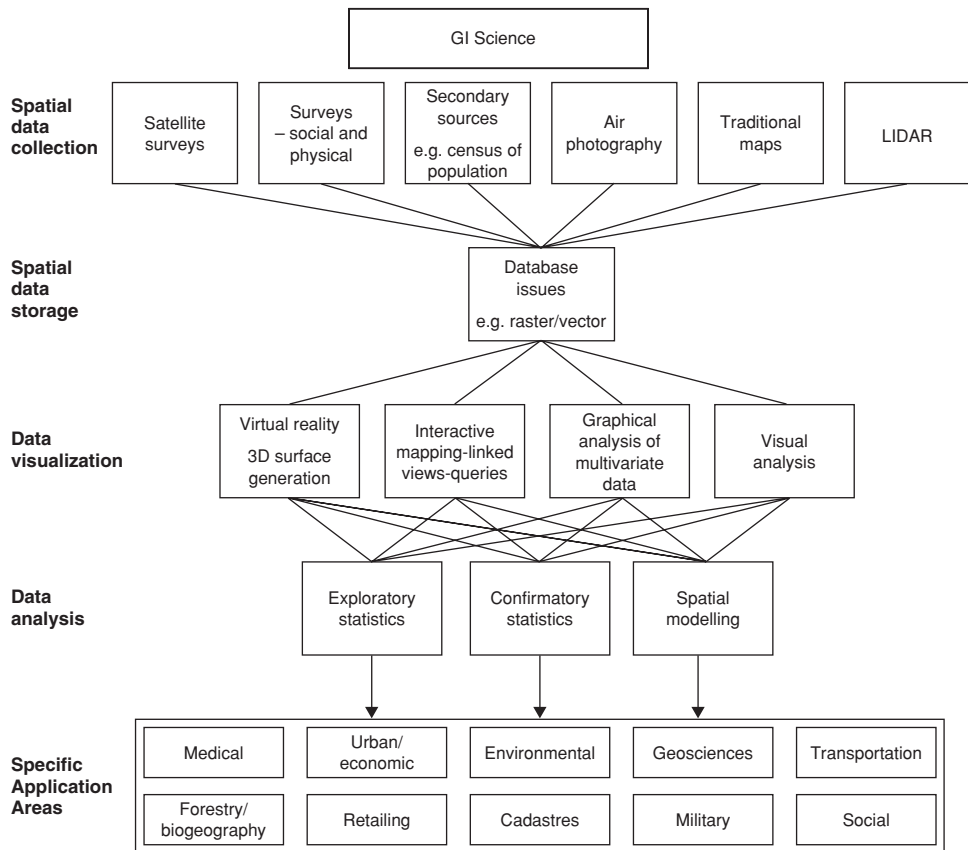 GI Science
Spatial
data
collection
Satellite
surveys
Surveys
– social and
physical
Secondary
sources
e.g. census of
population
Air
photography
Traditional
maps
LIDAR
Spatial
data
storage
Database
issues
e.g. raster/vector
Data
visualization
Virtual reality
3D surface
generation
Interactive
mapping-linked
views-queries
Graphical
analysis of
multivariate
data
Visual
analysis
Data
analysis
Exploratory
statistics
Confirmatory
statistics
Spatial
modelling
Specific
Application
Areas
Medical
Urban/
economic
Environmental
Geosciences
Transportation
Forestry/
biogeography
Retailing
Cadastres
Military
Social